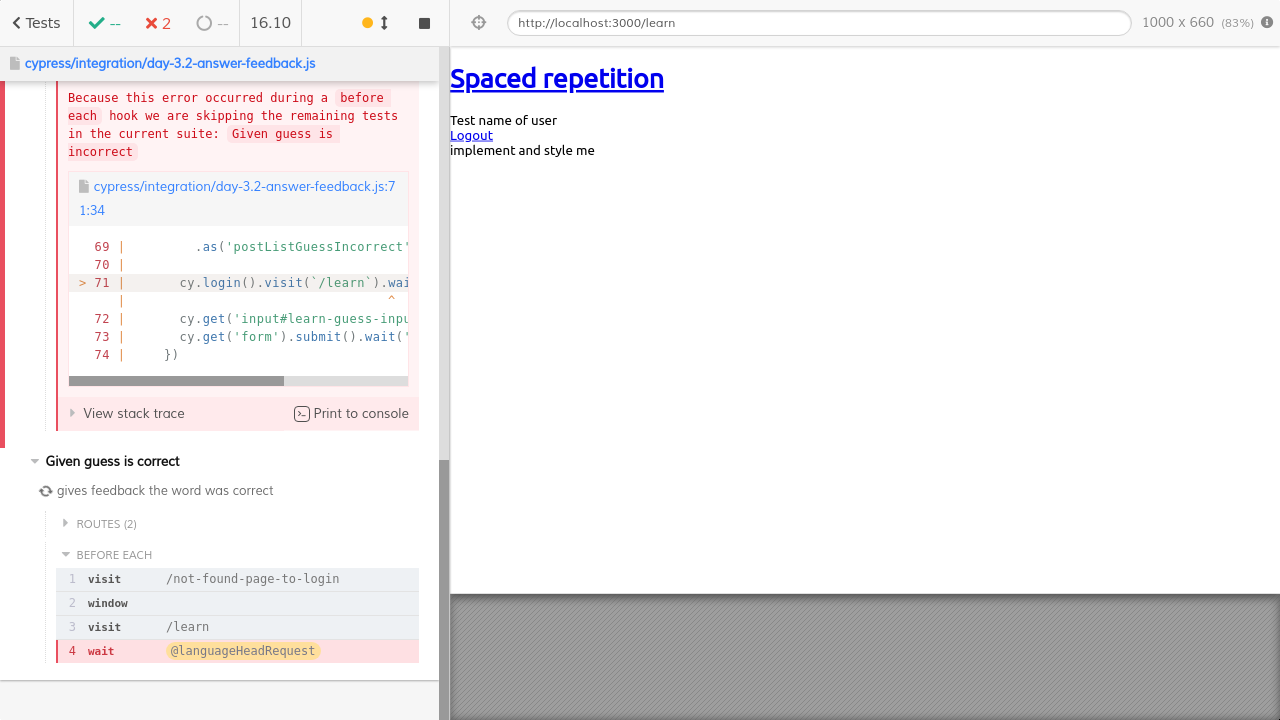 Tests
--
2
--
16.10
http://localhost:3000/learn
1000 x 660 (83%)
cypress/integration/day-3.2-answer-feedback.js
Because this error occurred during a before
each hook we are skipping the remaining tests
in the current suite: Given guess is
incorrect
cypress/integration/day-3.2-answer-feedback.js:7
1:34
69 | .as('postListGuessIncorrect'
70 |
> 71 | cy.login().visit(`/learn`).wai
| ^
72 | cy.get('input#learn-guess-inpu
73 | cy.get('form').submit().wait('
74 | })
View stack trace
Print to console
Given guess is correct
gives feedback the word was correct
ROUTES (2)
BEFORE EACH
1 visit /not-found-page-to-login
2 window
3 visit /learn
4 wait @languageHeadRequest
Spaced repetition
Test name of user
Logout
implement and style me